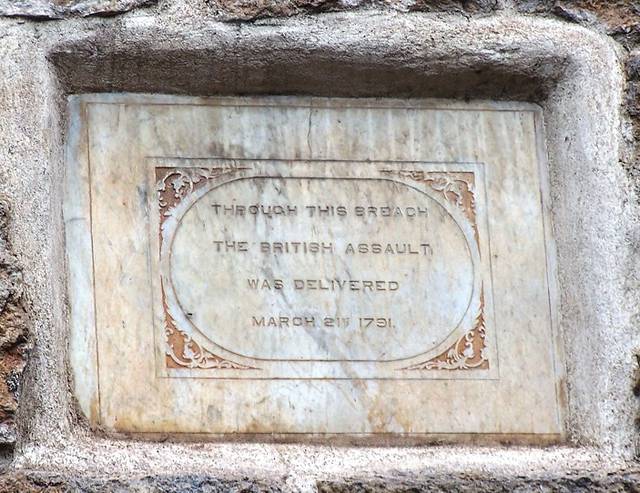 THROUGH THIS BREACH
THE BRITISH ASSAULT
WAS DELIVERED
MARCH 21ST 1791.